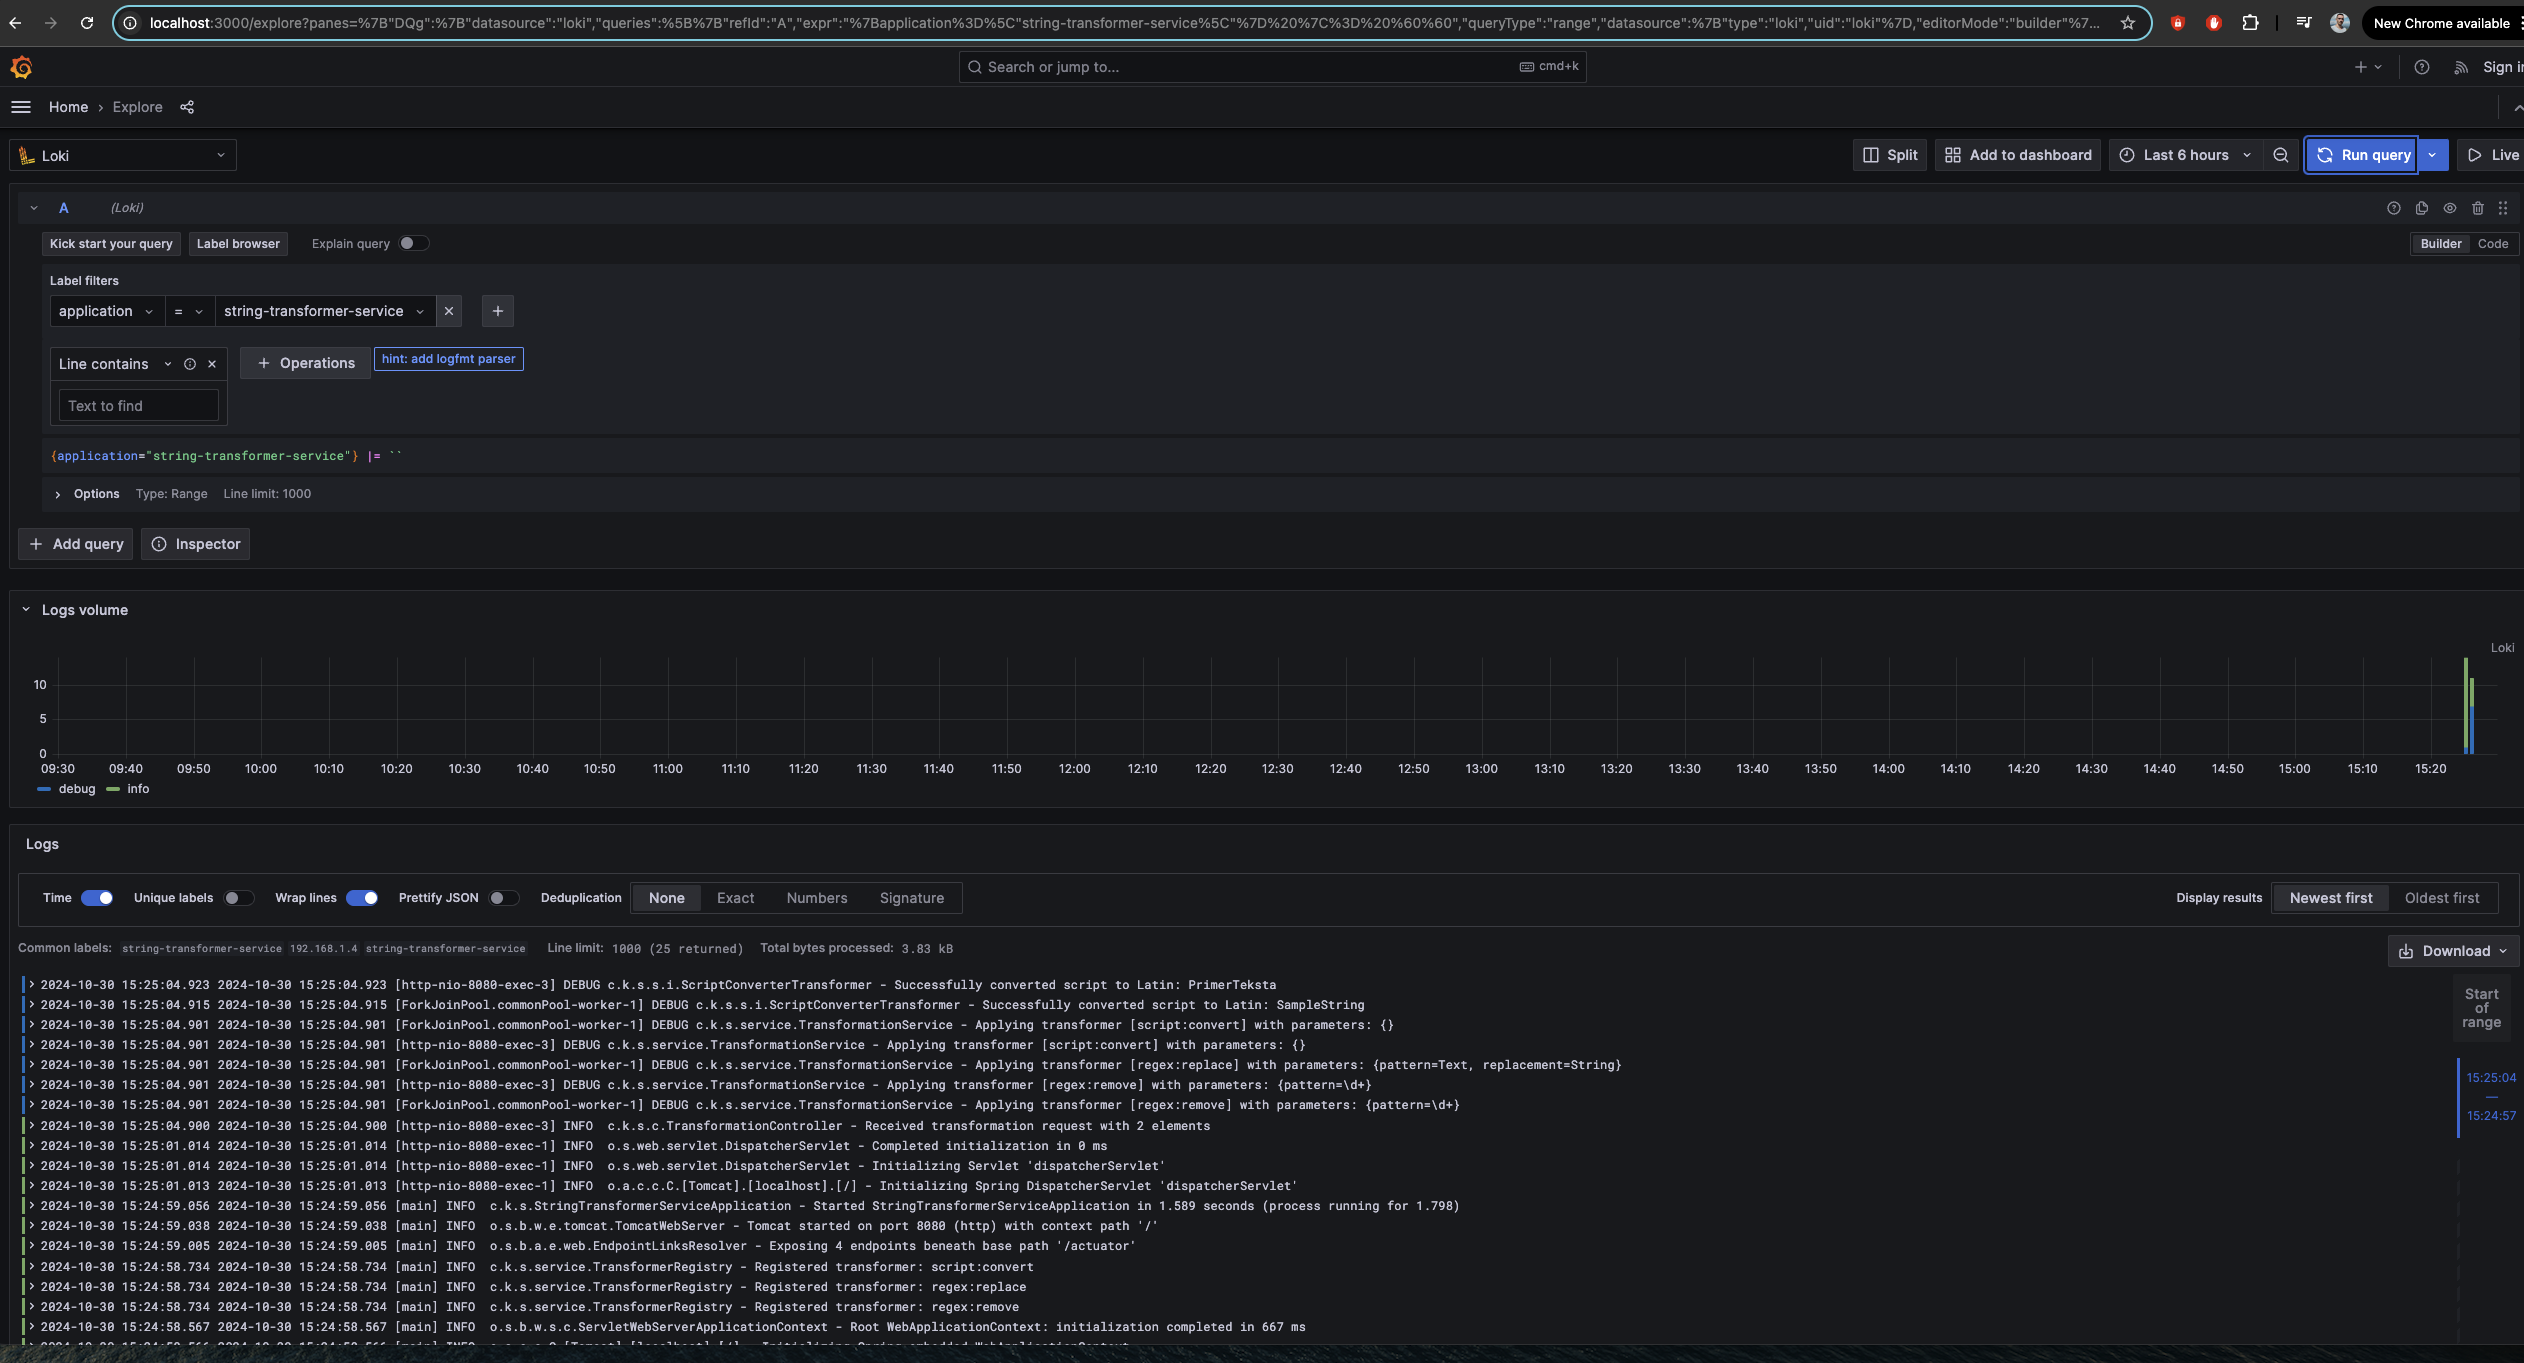 localhost:3000/explore?panes=%7B"DQg":%7B"datasource":"loki","queries":%5B%7B"refId":"A","expr":"%7Bapplication%3D%5C"string-transformer-service%5C"%7D%20%7C%3D%20%60%60","queryType":"range","datasource":%7B"type":"loki","uid":"loki"%7D,"editorMode":"builder"%7...
New Chrome available
Search or jump to...
cmd+k
Sign in
Home › Explore
Loki
Split
Add to dashboard
Last 6 hours
Run query
Live
A (Loki)
Kick start your query
Label browser
Explain query
Builder
Code
Label filters
application = string-transformer-service
Line contains
+ Operations
hint: add logfmt parser
Text to find
{application="string-transformer-service"} |= ``
Options Type: Range Line limit: 1000
+ Add query
Inspector
Logs volume
Loki
10
5
0
09:30 09:40 09:50 10:00 10:10 10:20 10:30 10:40 10:50 11:00 11:10 11:20 11:30 11:40 11:50 12:00 12:10 12:20 12:30 12:40 12:50 13:00 13:10 13:20 13:30 13:40 13:50 14:00 14:10 14:20 14:30 14:40 14:50 15:00 15:10 15:20
debug info
Logs
Time Unique labels Wrap lines Prettify JSON Deduplication None Exact Numbers Signature Display results Newest first Oldest first
Common labels: string-transformer-service 192.168.1.4 string-transformer-service Line limit: 1000 (25 returned) Total bytes processed: 3.83 kB
Download
2024-10-30 15:25:04.923 2024-10-30 15:25:04.923 [http-nio-8080-exec-3] DEBUG c.k.s.s.i.ScriptConverterTransformer - Successfully converted script to Latin: PrimerTeksta
2024-10-30 15:25:04.915 2024-10-30 15:25:04.915 [ForkJoinPool.commonPool-worker-1] DEBUG c.k.s.s.i.ScriptConverterTransformer - Successfully converted script to Latin: SampleString
2024-10-30 15:25:04.901 2024-10-30 15:25:04.901 [ForkJoinPool.commonPool-worker-1] DEBUG c.k.s.service.TransformationService - Applying transformer [script:convert] with parameters: {}
2024-10-30 15:25:04.901 2024-10-30 15:25:04.901 [http-nio-8080-exec-3] DEBUG c.k.s.service.TransformationService - Applying transformer [script:convert] with parameters: {}
2024-10-30 15:25:04.901 2024-10-30 15:25:04.901 [ForkJoinPool.commonPool-worker-1] DEBUG c.k.s.service.TransformationService - Applying transformer [regex:replace] with parameters: {pattern=Text, replacement=String}
2024-10-30 15:25:04.901 2024-10-30 15:25:04.901 [http-nio-8080-exec-3] DEBUG c.k.s.service.TransformationService - Applying transformer [regex:remove] with parameters: {pattern=\d+}
2024-10-30 15:25:04.901 2024-10-30 15:25:04.901 [ForkJoinPool.commonPool-worker-1] DEBUG c.k.s.service.TransformationService - Applying transformer [regex:remove] with parameters: {pattern=\d+}
2024-10-30 15:25:04.900 2024-10-30 15:25:04.900 [http-nio-8080-exec-3] INFO c.k.s.c.TransformationController - Received transformation request with 2 elements
2024-10-30 15:25:01.014 2024-10-30 15:25:01.014 [http-nio-8080-exec-1] INFO o.s.web.servlet.DispatcherServlet - Completed initialization in 0 ms
2024-10-30 15:25:01.014 2024-10-30 15:25:01.014 [http-nio-8080-exec-1] INFO o.s.web.servlet.DispatcherServlet - Initializing Servlet 'dispatcherServlet'
2024-10-30 15:25:01.013 2024-10-30 15:25:01.013 [http-nio-8080-exec-1] INFO o.a.c.c.C.[Tomcat].[localhost].[/] - Initializing Spring DispatcherServlet 'dispatcherServlet'
2024-10-30 15:24:59.056 2024-10-30 15:24:59.056 [main] INFO c.k.s.StringTransformerServiceApplication - Started StringTransformerServiceApplication in 1.589 seconds (process running for 1.798)
2024-10-30 15:24:59.038 2024-10-30 15:24:59.038 [main] INFO o.s.b.w.e.tomcat.TomcatWebServer - Tomcat started on port 8080 (http) with context path '/'
2024-10-30 15:24:59.005 2024-10-30 15:24:59.005 [main] INFO o.s.b.a.e.web.EndpointLinksResolver - Exposing 4 endpoints beneath base path '/actuator'
2024-10-30 15:24:58.734 2024-10-30 15:24:58.734 [main] INFO c.k.s.service.TransformerRegistry - Registered transformer: script:convert
2024-10-30 15:24:58.734 2024-10-30 15:24:58.734 [main] INFO c.k.s.service.TransformerRegistry - Registered transformer: regex:replace
2024-10-30 15:24:58.734 2024-10-30 15:24:58.734 [main] INFO c.k.s.service.TransformerRegistry - Registered transformer: regex:remove
2024-10-30 15:24:58.567 2024-10-30 15:24:58.567 [main] INFO o.s.b.w.s.c.ServletWebServerApplicationContext - Root WebApplicationContext: initialization completed in 667 ms
Start
of
range
15:25:04
—
15:24:57